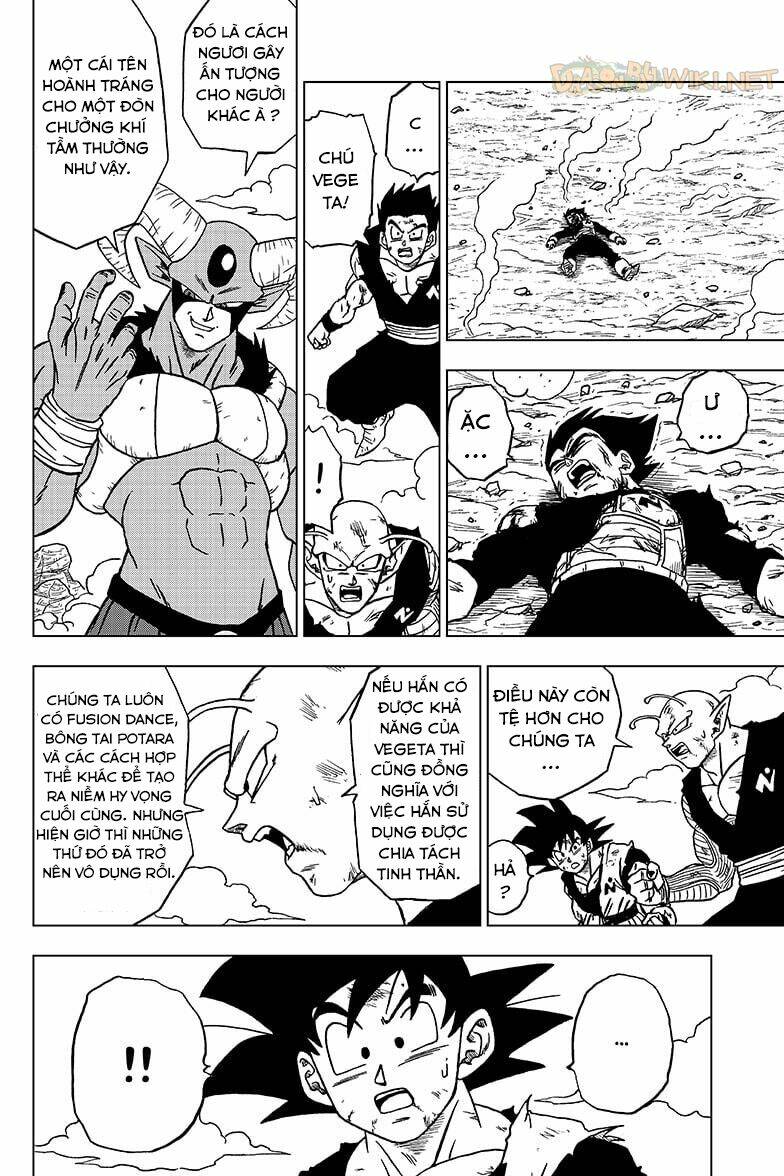 DRAGON BALL WIKI.NET
C
...
CHÚ
VEGE
TA!
ĐÓ LÀ CÁCH
NGƯƠI GÂY
ẤN TƯỢNG
CHO NGƯỜI
KHÁC À ?
MỘT CÁI TÊN
HOÀNH TRÁNG
CHO MỘT ĐÒN
CHƯỞNG KHÍ
TẦM THƯỜNG
NHƯ VẬY.
Ư
...
ẶC
...
!
ĐIỀU NÀY CÒN
TỆ HƠN CHO
CHÚNG TA
...
HẢ
?
NẾU HẮN CÓ
ĐƯỢC KHẢ
NĂNG CỦA
VEGETA THÌ
CŨNG ĐỒNG
NGHĨA VỚI
VIỆC HẮN SỬ
DỤNG ĐƯỢC
CHIA TÁCH
TINH THẦN.
CHÚNG TA LUÔN
CÓ FUSION DANCE,
BÔNG TAI POTARA
VÀ CÁC CÁCH HỢP
THỂ KHÁC ĐỂ TẠO
RA NIỀM HY VỌNG
CUỐI CÙNG. NHƯNG
HIỆN GIỜ THÌ NHỮNG
THỨ ĐÓ ĐÃ TRỞ
NÊN VÔ DỤNG RỒI.
...
!!